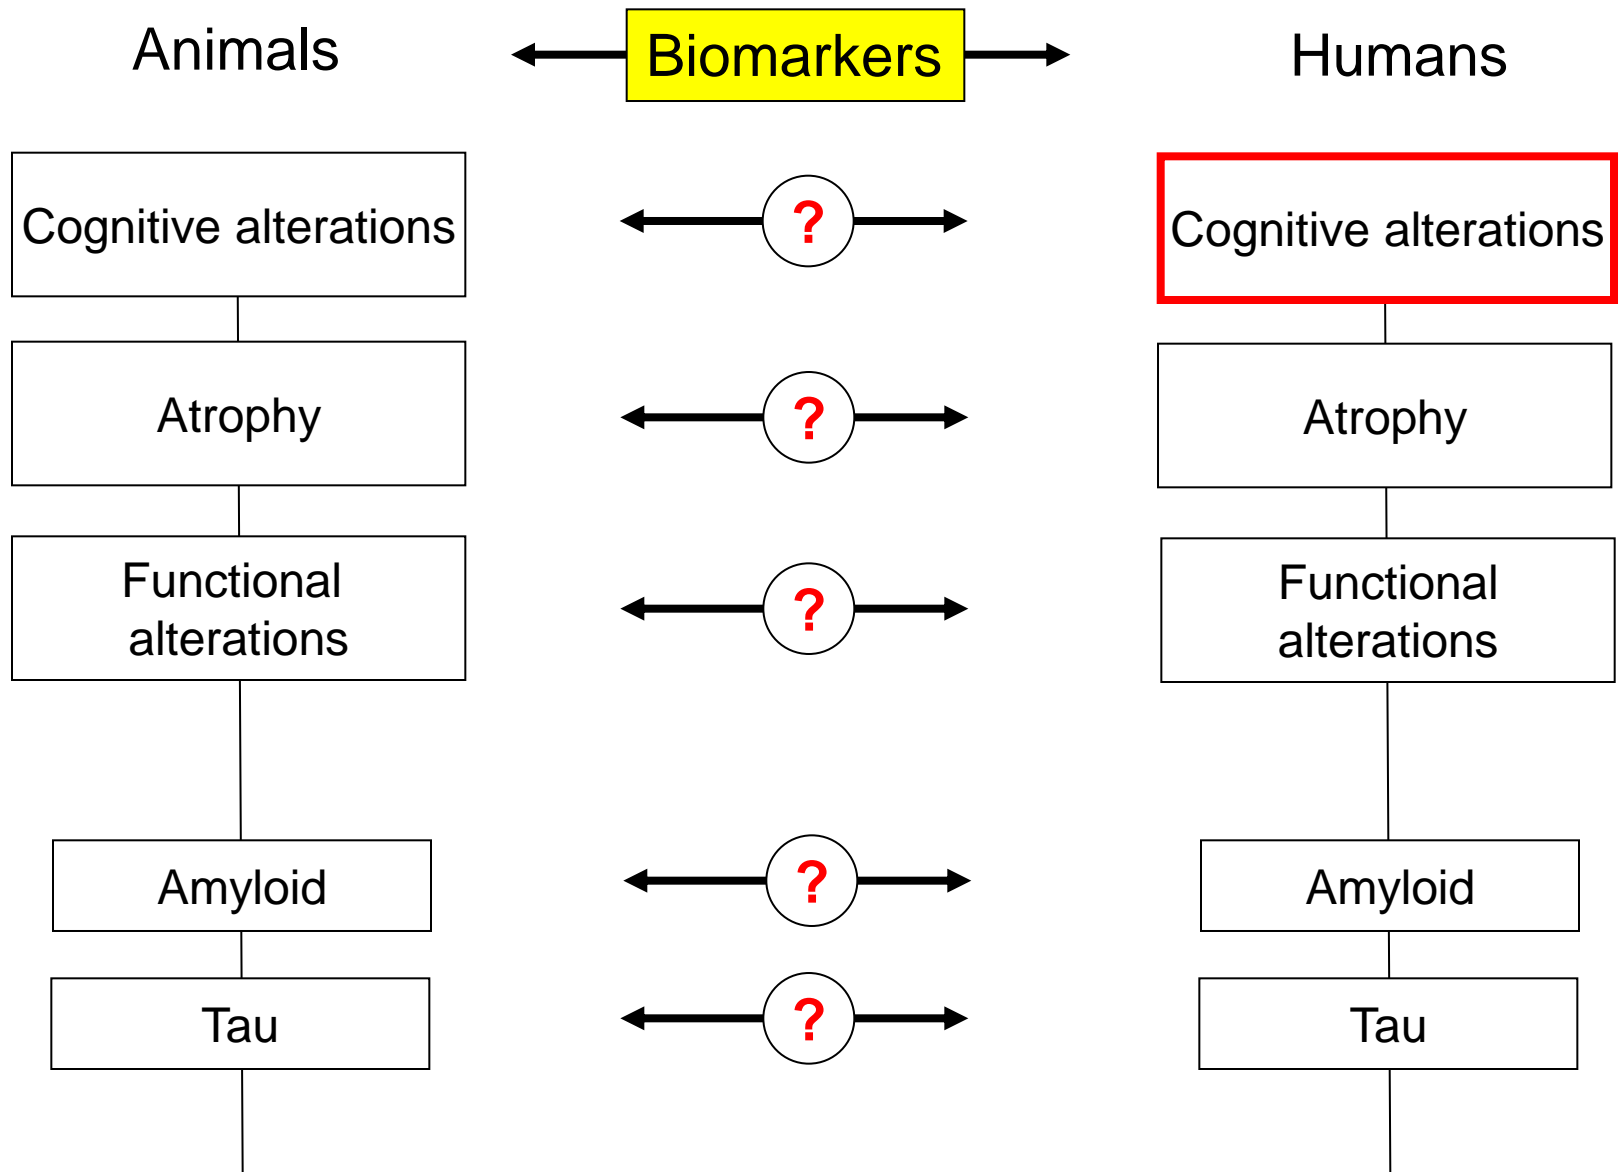 Animals
Biomarkers
Humans
Cognitive alterations
?
Cognitive alterations
Atrophy
?
Atrophy
Functional
alterations
?
Functional
alterations
Amyloid
?
Amyloid
Tau
?
Tau